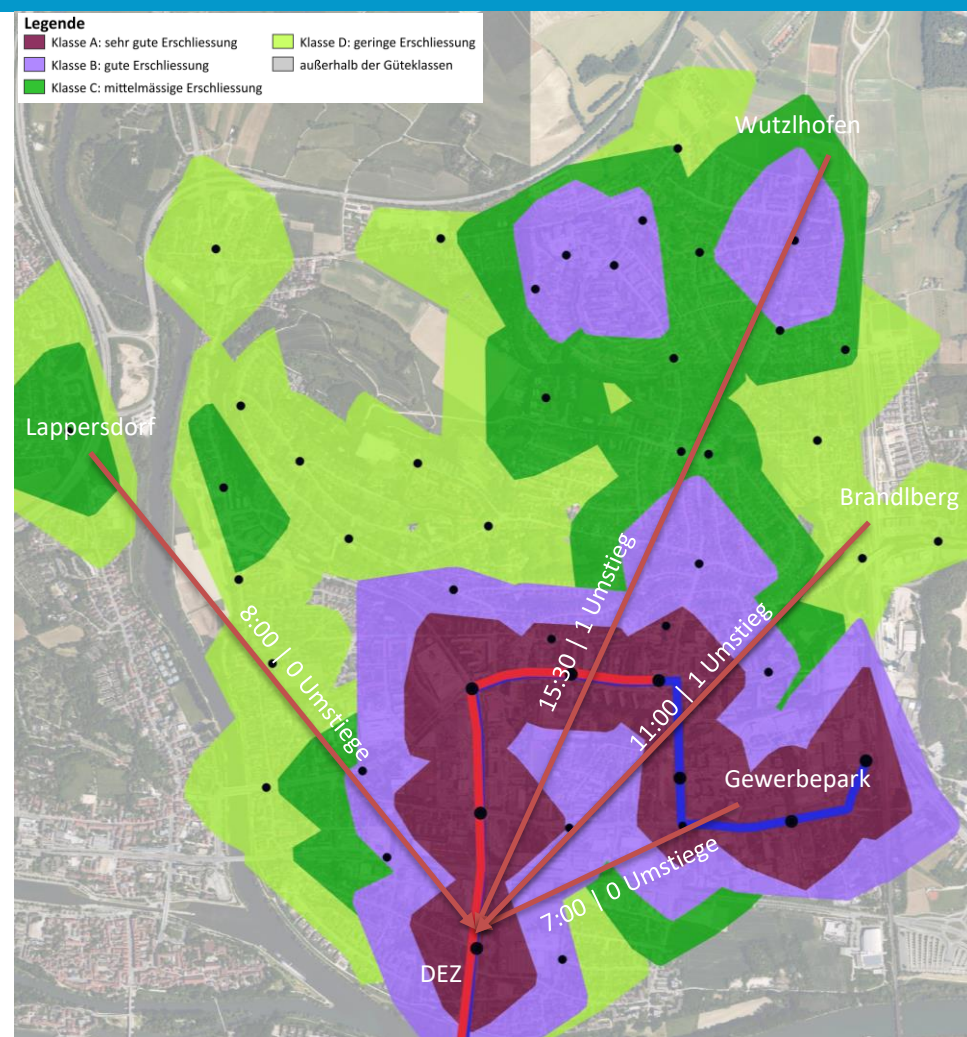 Legende
Klasse A: sehr gute Erschliessung
Klasse B: gute Erschliessung
Klasse C: mittelmässige Erschliessung
Klasse D: geringe Erschliessung
außerhalb der Güteklassen
Wutzlhofen
Lappersdorf
Brandlberg
8:00 | 0 Umstiege
15:30 | 1 Umstieg
11:00 | 1 Umstieg
Gewerbepark
7:00 | 0 Umstiege
DEZ